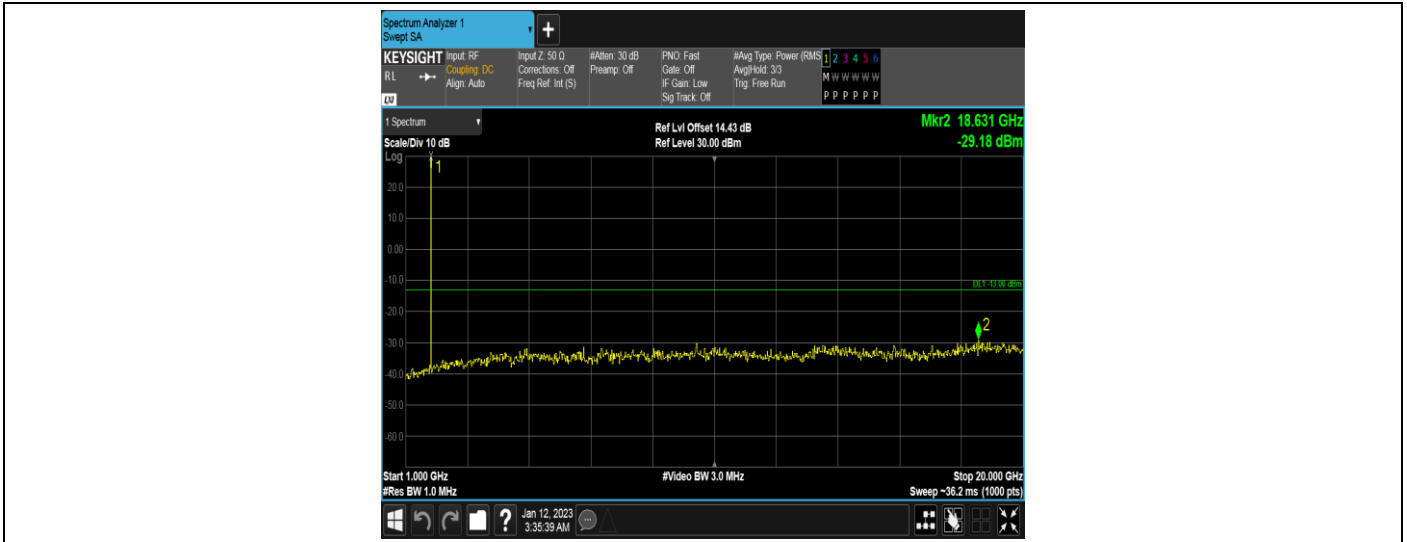 Spectrum Analyzer 1
Swept SA
+
KEYSIGHT
RL
LXI
Input: RF
Coupling: DC
Align: Auto
Input Z: 50 Ω
Corrections: Off
Freq Ref: Int (S)
#Atten: 30 dB
Preamp: Off
PNO: Fast
Gate: Off
IF Gain: Low
Sig Track: Off
#Avg Type: Power (RMS
Avg|Hold: 3/3
Trig: Free Run
1 2 3 4 5 6
M W W W W W
P P P P P P
1 Spectrum
Scale/Div 10 dB
Ref Lvl Offset 14.43 dB
Ref Level 30.00 dBm
Mkr2 18.631 GHz
-29.18 dBm
Log
1
20.0
10.0
0.00
-10.0
DL1 -13.00 dBm
-20.0
2
-30.0
-40.0
-50.0
-60.0
Start 1.000 GHz
#Video BW 3.0 MHz
Stop 20.000 GHz
#Res BW 1.0 MHz
Sweep ~36.2 ms (1000 pts)
?
Jan 12, 2023
3:35:39 AM